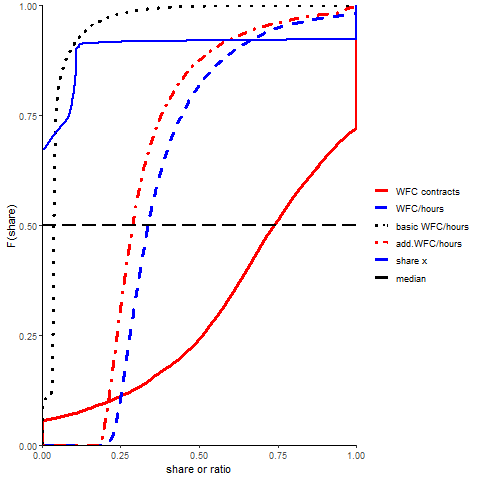 1.00
0.75
0.50
0.25
0.00
F(share)
0.00 0.25 0.50 0.75 1.00
share or ratio
WFC contracts
WFC/hours
basic WFC/hours
add.WFC/hours
share x
median